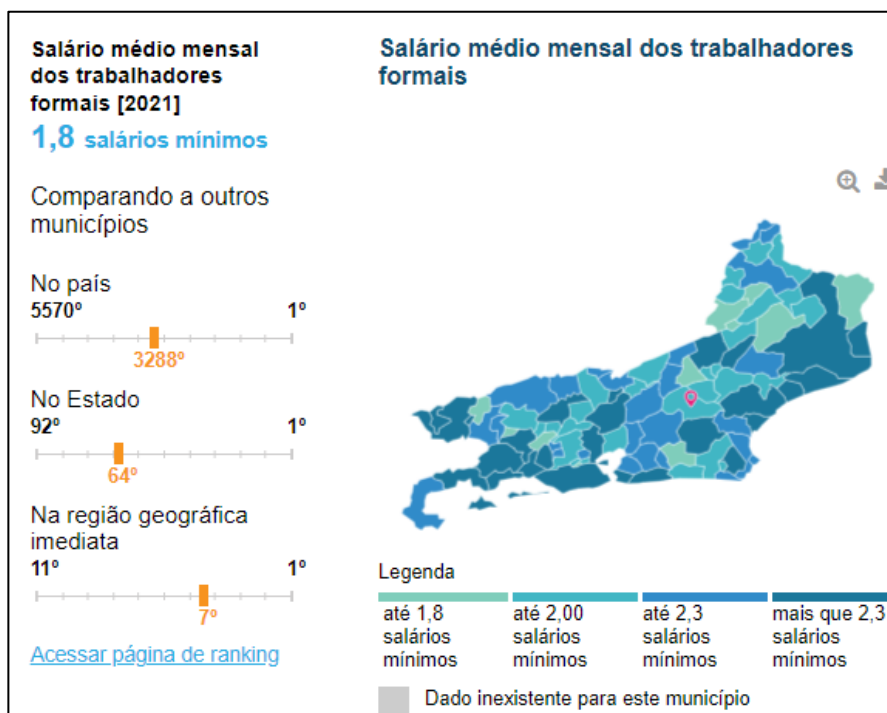 Salário médio mensal
dos trabalhadores
formais [2021]
1,8 salários mínimos
Comparando a outros
municípios
No país
5570º 1º
3288º
No Estado
92º 1º
64º
Na região geográfica
imediata
11º 1º
7º
Acessar página de ranking
Salário médio mensal dos trabalhadores
formais
Legenda
até 1,8
salários
mínimos
até 2,00
salários
mínimos
até 2,3
salários
mínimos
mais que 2,3
salários
mínimos
Dado inexistente para este município